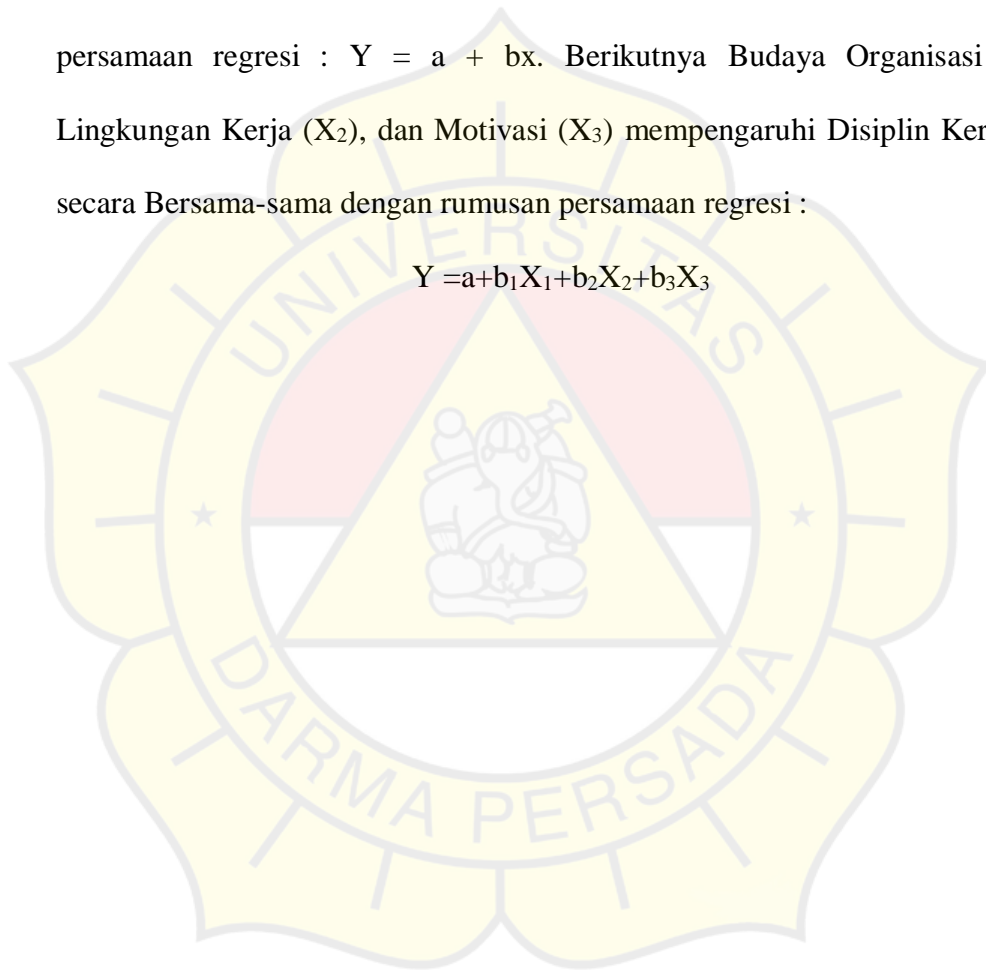 persamaan regresi : Y = a + bx. Berikutnya Budaya Organisasi
Lingkungan Kerja (X₂), dan Motivasi (X₃) mempengaruhi Disiplin Ker
secara Bersama-sama dengan rumusan persamaan regresi :
Y =a+b₁X₁+b₂X₂+b₃X₃
UNIVERSITAS
DARMA PERSADA